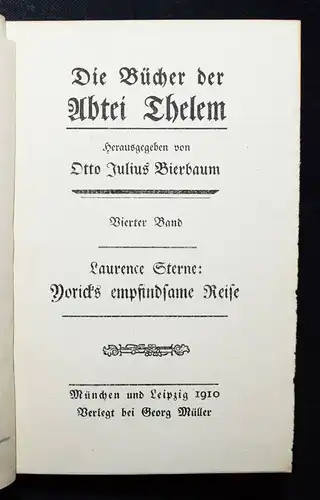 Die Bücher der
Abtei Thelem
Herausgegeben von
Otto Julius Bierbaum
Vierter Band
Laurence Sterne:
Yoricks empfindsame Reise
München und Leipzig 1910
Verlegt bei Georg Müller